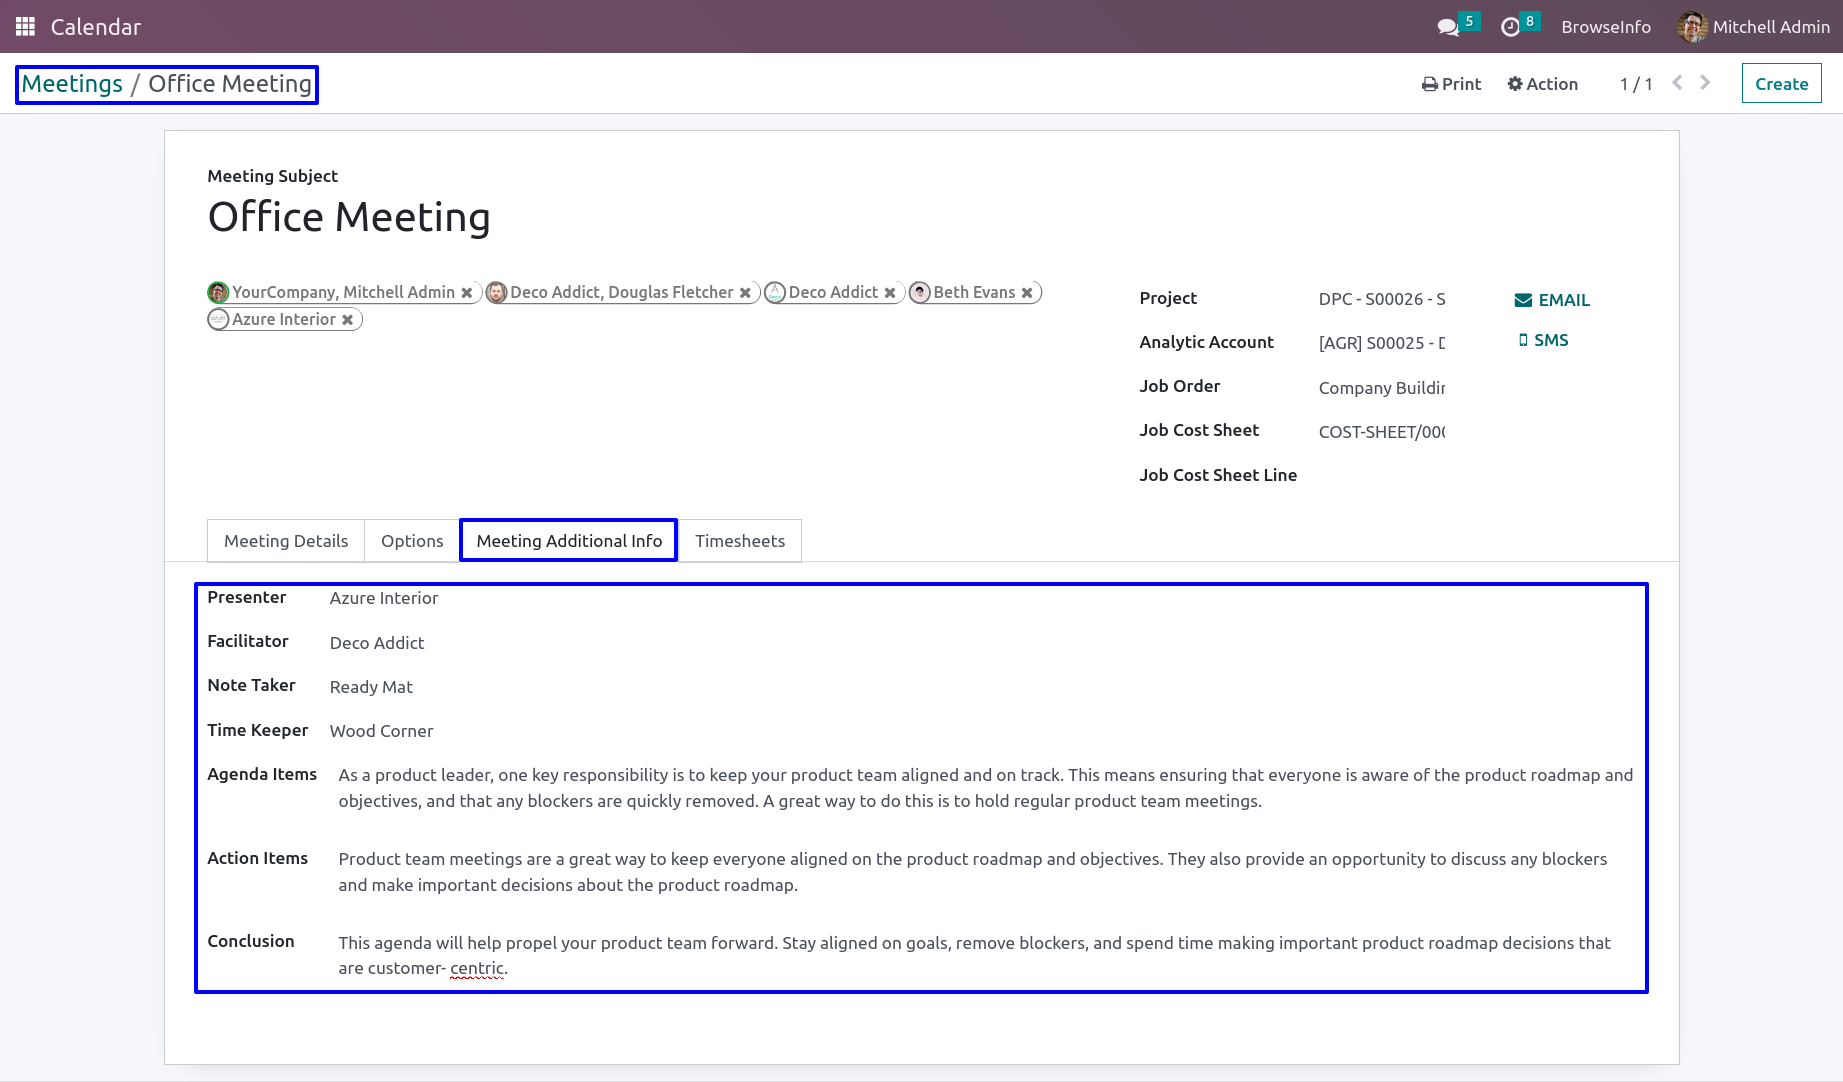 Calendar
5
8
BrowseInfo
Mitchell Admin
Meetings / Office Meeting
Print
Action
1 / 1
Create
Meeting Subject
Office Meeting
YourCompany, Mitchell Admin
Deco Addict, Douglas Fletcher
Deco Addict
Beth Evans
Azure Interior
Project
DPC - S00026 - S
EMAIL
Analytic Account
[AGR] S00025 -
SMS
Job Order
Company
Job Cost Sheet
COST-SHEET/000
Job Cost Sheet Line
Meeting Details
Options
Meeting Additional Info
Timesheets
Presenter
Azure Interior
Facilitator
Deco Addict
Note Taker
Ready Mat
Time Keeper
Wood Corner
Agenda Items
As a product leader, one key responsibility is to keep your product team aligned and on track. This means ensuring that everyone is aware of the product roadmap and
objectives, and that any blockers are quickly removed. A great way to do this is to hold regular product team meetings.
Action Items
Product team meetings are a great way to keep everyone aligned on the product roadmap and objectives. They also provide an opportunity to discuss any blockers
and make important decisions about the product roadmap.
Conclusion
This agenda will help propel your product team forward. Stay aligned on goals, remove blockers, and spend time making important product roadmap decisions that
are customer- centric.